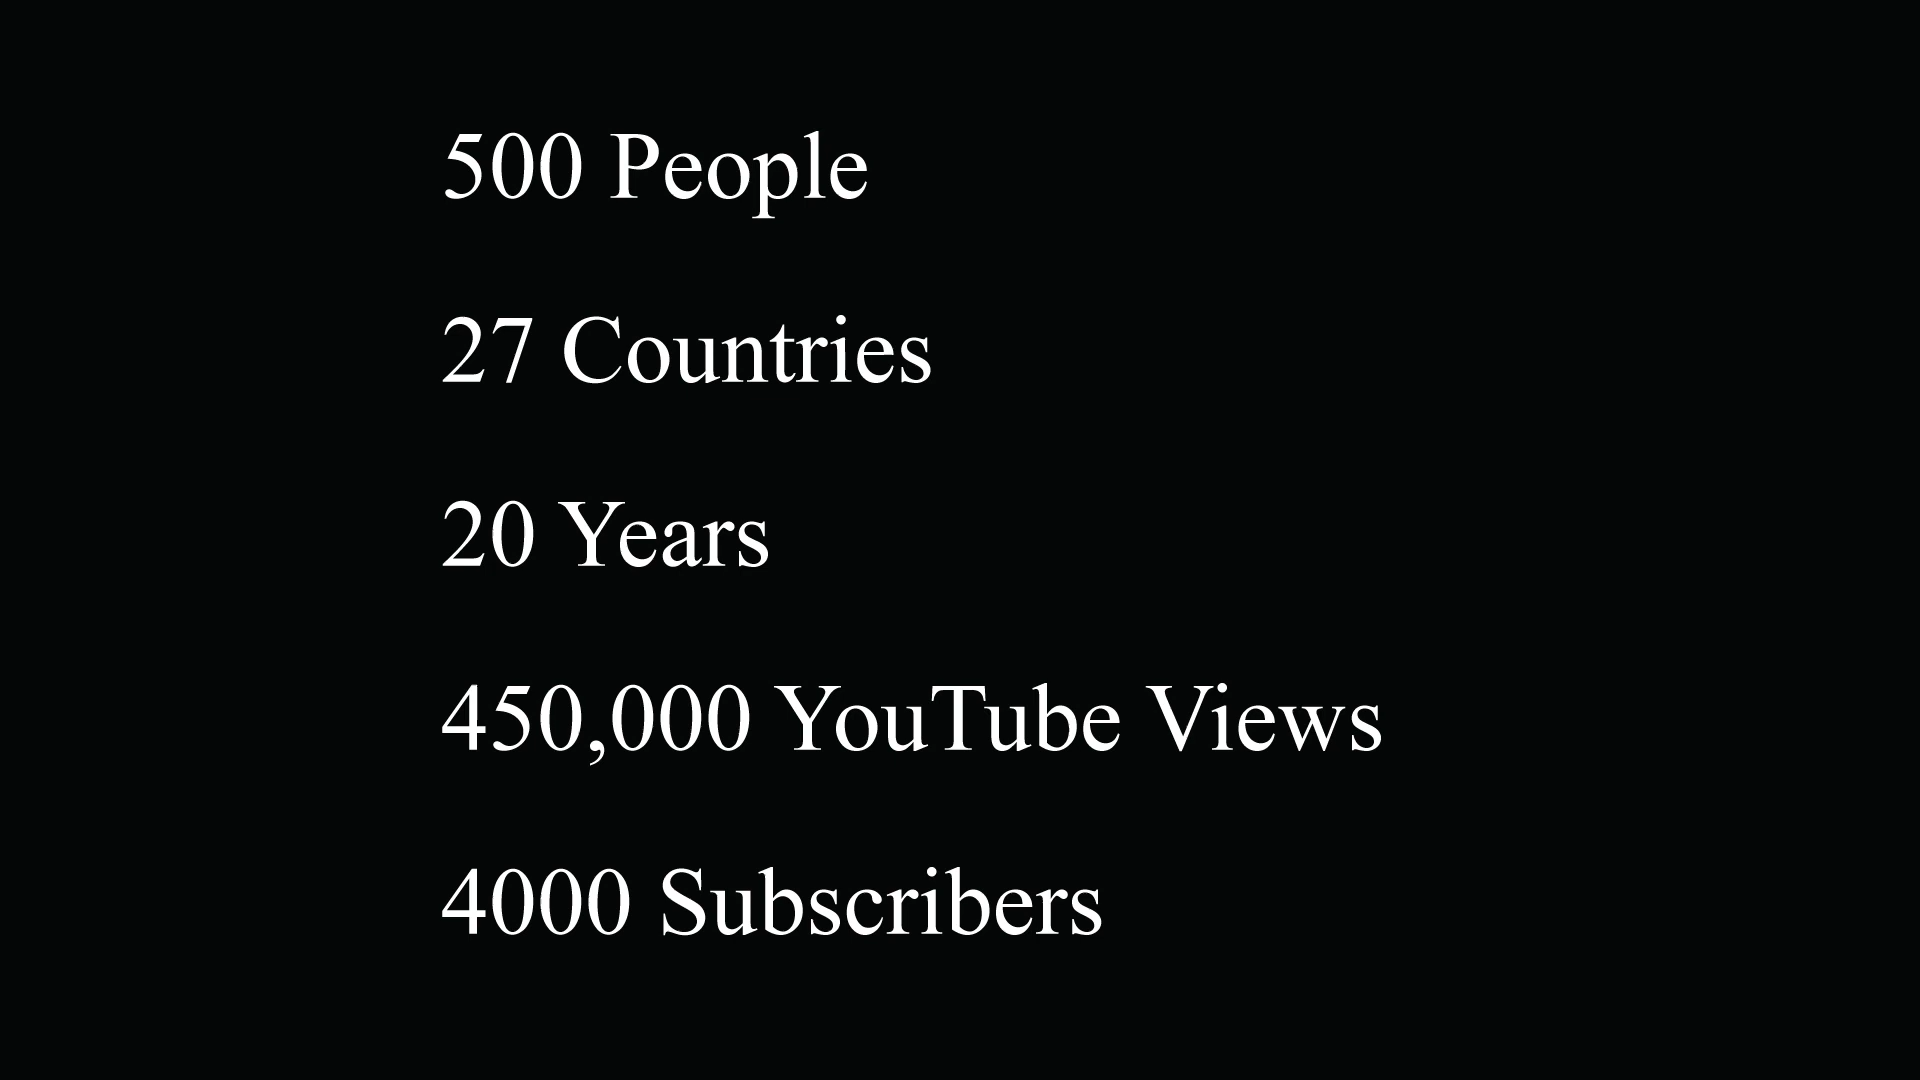 500 People
27 Countries
20 Years
450,000 YouTube Views
4000 Subscribers